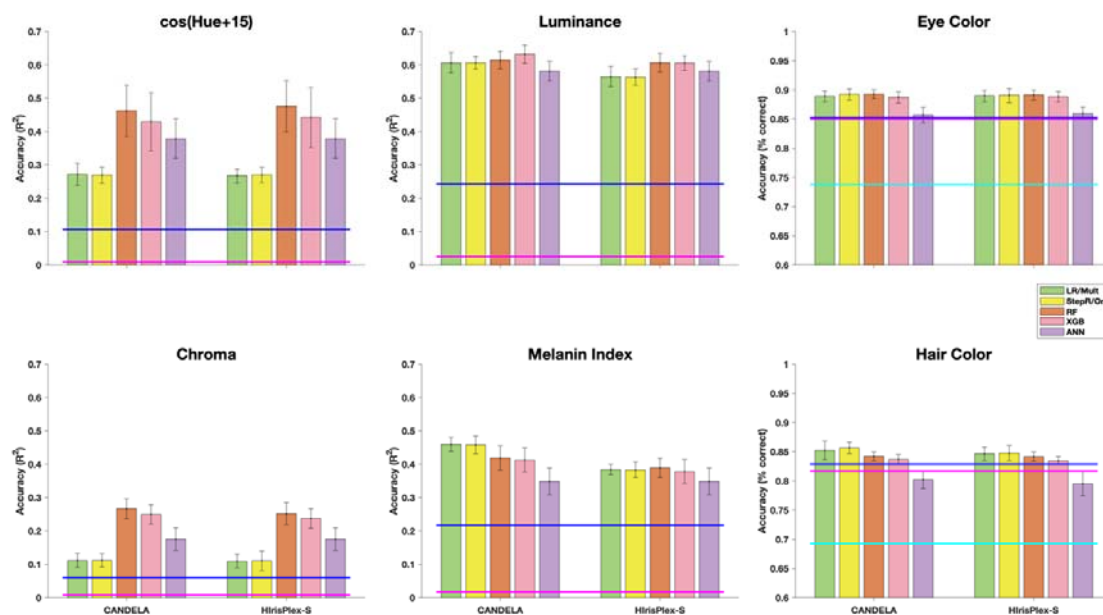 cos(Hue+15)
Luminance
Eye Color
Accuracy (R²)
0.7
0.6
0.5
0.4
0.3
0.2
0.1
0
Accuracy (R²)
0.7
0.6
0.5
0.4
0.3
0.2
0.1
0
Accuracy (% correct)
1
0.95
0.90
0.85
0.8
0.75
0.7
0.65
0.6
LR/Mult
StepR/Or
RF
XGB
ANN
Chroma
Melanin Index
Hair Color
Accuracy (R²)
0.7
0.6
0.5
0.4
0.3
0.2
0.1
0
CANDELA
HIrisPlex-S
Accuracy (R²)
0.7
0.6
0.5
0.4
0.3
0.2
0.1
0
CANDELA
HIrisPlex-S
Accuracy (% correct)
1
0.95
0.90
0.85
0.8
0.75
0.7
0.65
0.6
CANDELA
HIrisPlex-S